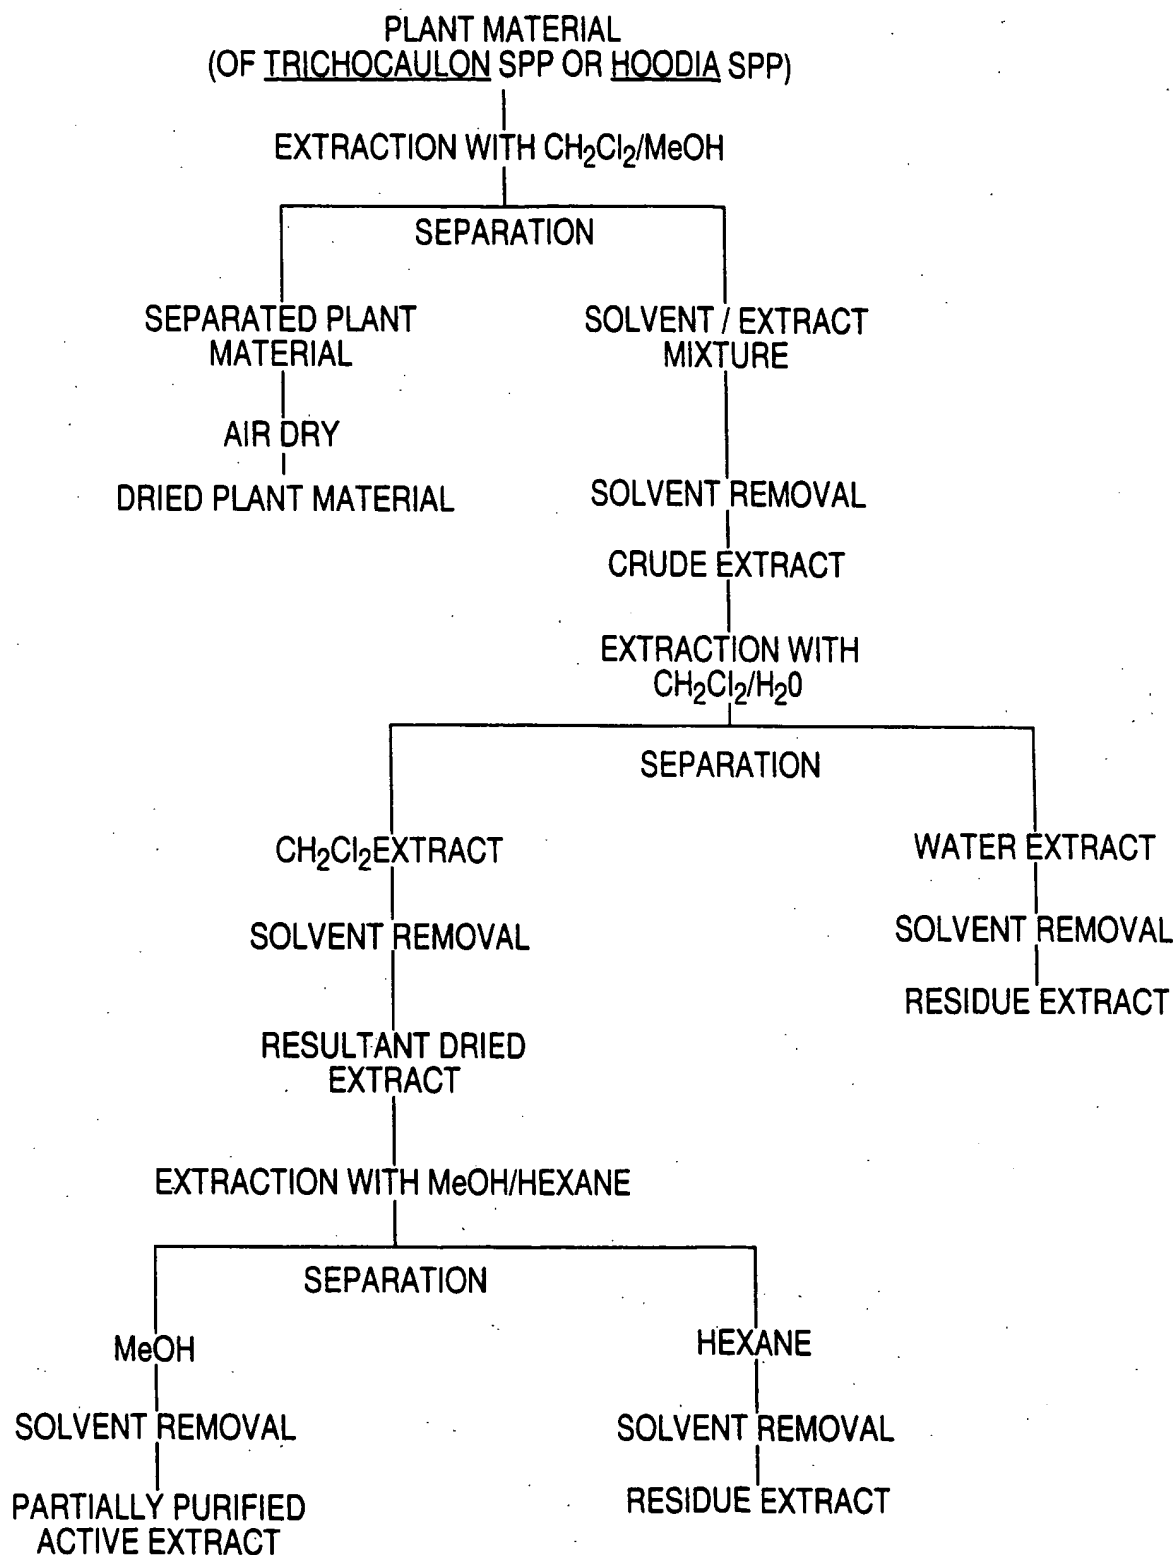 PLANT MATERIAL
(OF TRICHOCAULON SPP OR HOODIA SPP)
EXTRACTION WITH CH₂Cl₂/MeOH
SEPARATION
SEPARATED PLANT
MATERIAL
SOLVENT / EXTRACT
MIXTURE
AIR DRY
DRIED PLANT MATERIAL
SOLVENT REMOVAL
CRUDE EXTRACT
EXTRACTION WITH
CH₂Cl₂/H₂0
SEPARATION
CH₂Cl₂EXTRACT
WATER EXTRACT
SOLVENT REMOVAL
SOLVENT REMOVAL
RESIDUE EXTRACT
RESULTANT DRIED
EXTRACT
EXTRACTION WITH MeOH/HEXANE
SEPARATION
MeOH
HEXANE
SOLVENT REMOVAL
SOLVENT REMOVAL
PARTIALLY PURIFIED
ACTIVE EXTRACT
RESIDUE EXTRACT